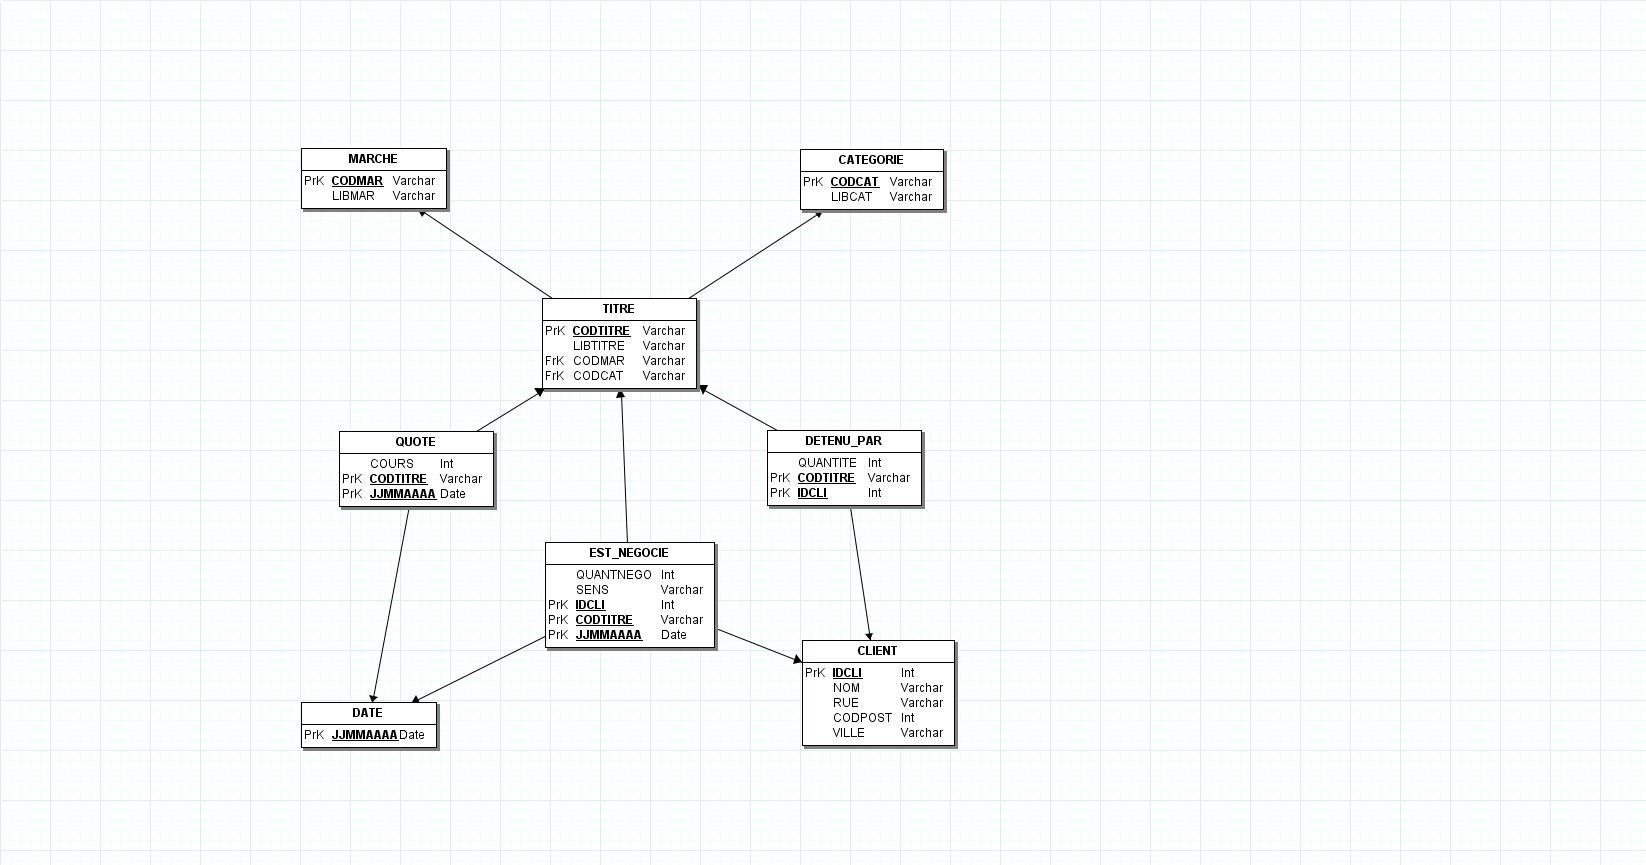 MARCHE
PrK CODMAR Varchar
LIBMAR Varchar
CATEGORIE
PrK CODCAT Varchar
LIBCAT Varchar
TITRE
PrK CODTITRE Varchar
LIBTITRE Varchar
FrK CODMAR Varchar
FrK CODCAT Varchar
QUOTE
COURS Int
PrK CODTITRE Varchar
PrK JJMMAAAA Date
DETENU_PAR
QUANTITE Int
PrK CODTITRE Varchar
PrK IDCLI Int
EST_NEGOCIE
QUANTNEGO Int
SENS Varchar
PrK IDCLI Int
PrK CODTITRE Varchar
PrK JJMMAAAA Date
CLIENT
PrK IDCLI Int
NOM Varchar
RUE Varchar
CODPOST Int
VILLE Varchar
DATE
PrK JJMMAAAA Date